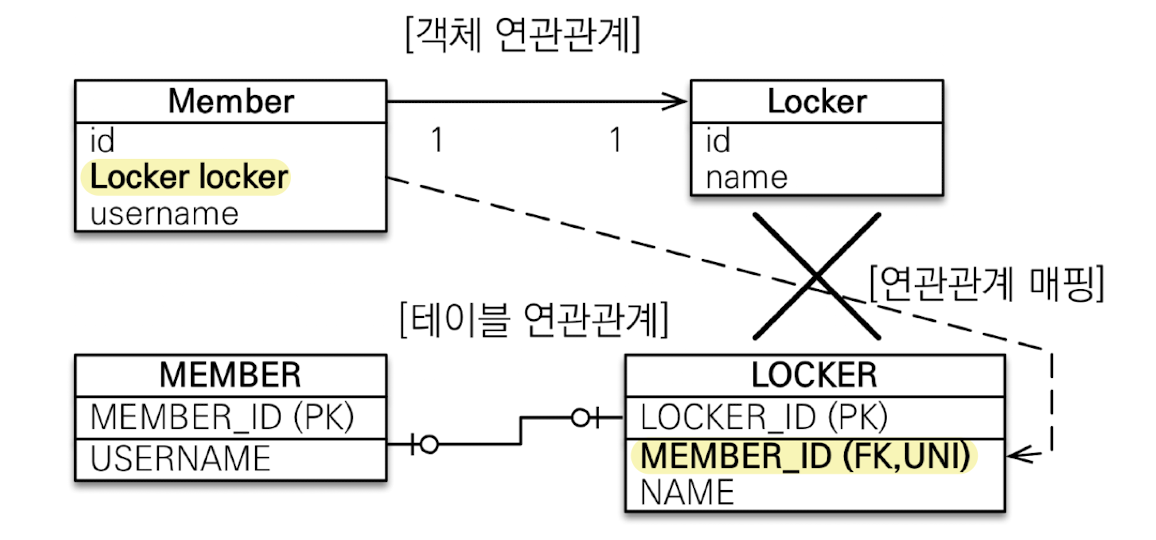 [객체 연관관계]
Member
id
Locker locker
username
1
1
Locker
id
name
[연관관계 매핑]
[테이블 연관관계]
MEMBER
MEMBER_ID (PK)
USERNAME
LOCKER
LOCKER_ID (PK)
MEMBER_ID (FK,UNI)
NAME